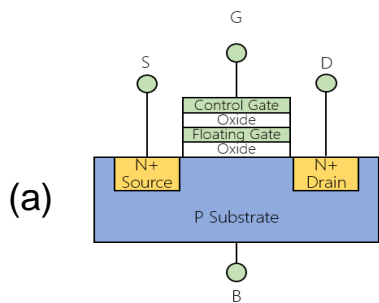 G
S
D
Control Gate
Oxide
Floating Gate
Oxide
N+
Source
N+
Drain
(a)
P Substrate
B